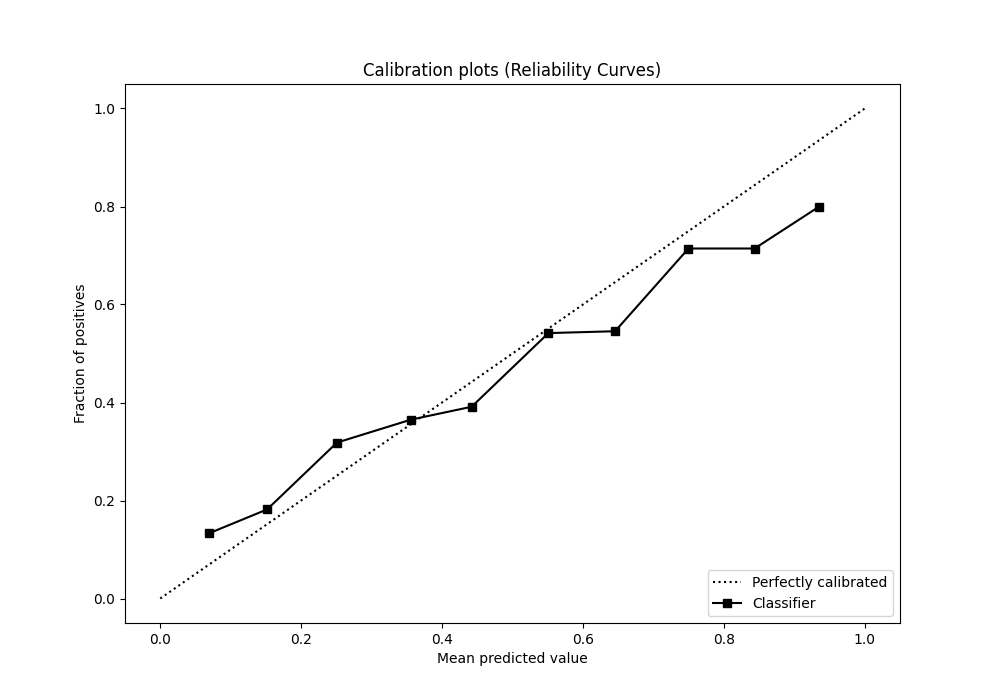 Calibration plots (Reliability Curves)
1.0
0.8
0.6
0.4
0.2
0.0
Fraction of positives
0.0 0.2 0.4 0.6 0.8 1.0
Mean predicted value
Perfectly calibrated
Classifier